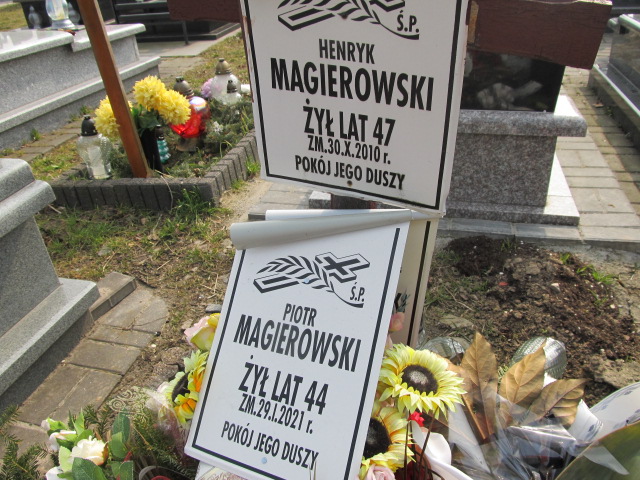 Ś.P.
HENRYK
MAGIEROWSKI
ŻYŁ LAT 47
ZM.30.X.2010 r.
POKÓJ JEGO DUSZY
Ś.P.
PIOTR
MAGIEROWSKI
ŻYŁ LAT 44
ZM.29.I.2021 r.
POKÓJ JEGO DUSZY